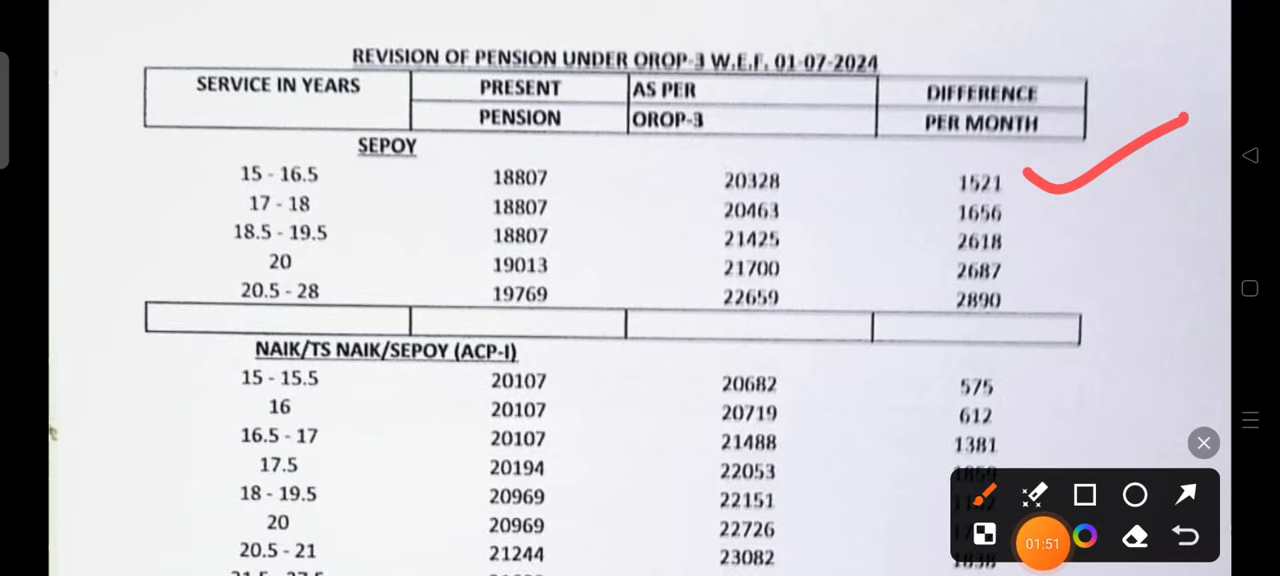 REVISION OF PENSION UNDER OROP-3 W.E.F. 01-07-2024
SERVICE IN YEARS PRESENT PENSION AS PER OROP-3 DIFFERENCE PER MONTH
SEPOY
15 - 16.5 18807 20328 1521
17 - 18 18807 20463 1656
18.5 - 19.5 18807 21425 2618
20 19013 21700 2687
20.5 - 28 19769 22659 2890
NAIK/TS NAIK/SEPOY (ACP-I)
15 - 15.5 20107 20682 575
16 20107 20719 612
16.5 - 17 20107 21488 1381
17.5 20194 22053 1859
18 - 19.5 20969 22151
20 20969 22726
20.5 - 21 21244 23082 1838
01:51